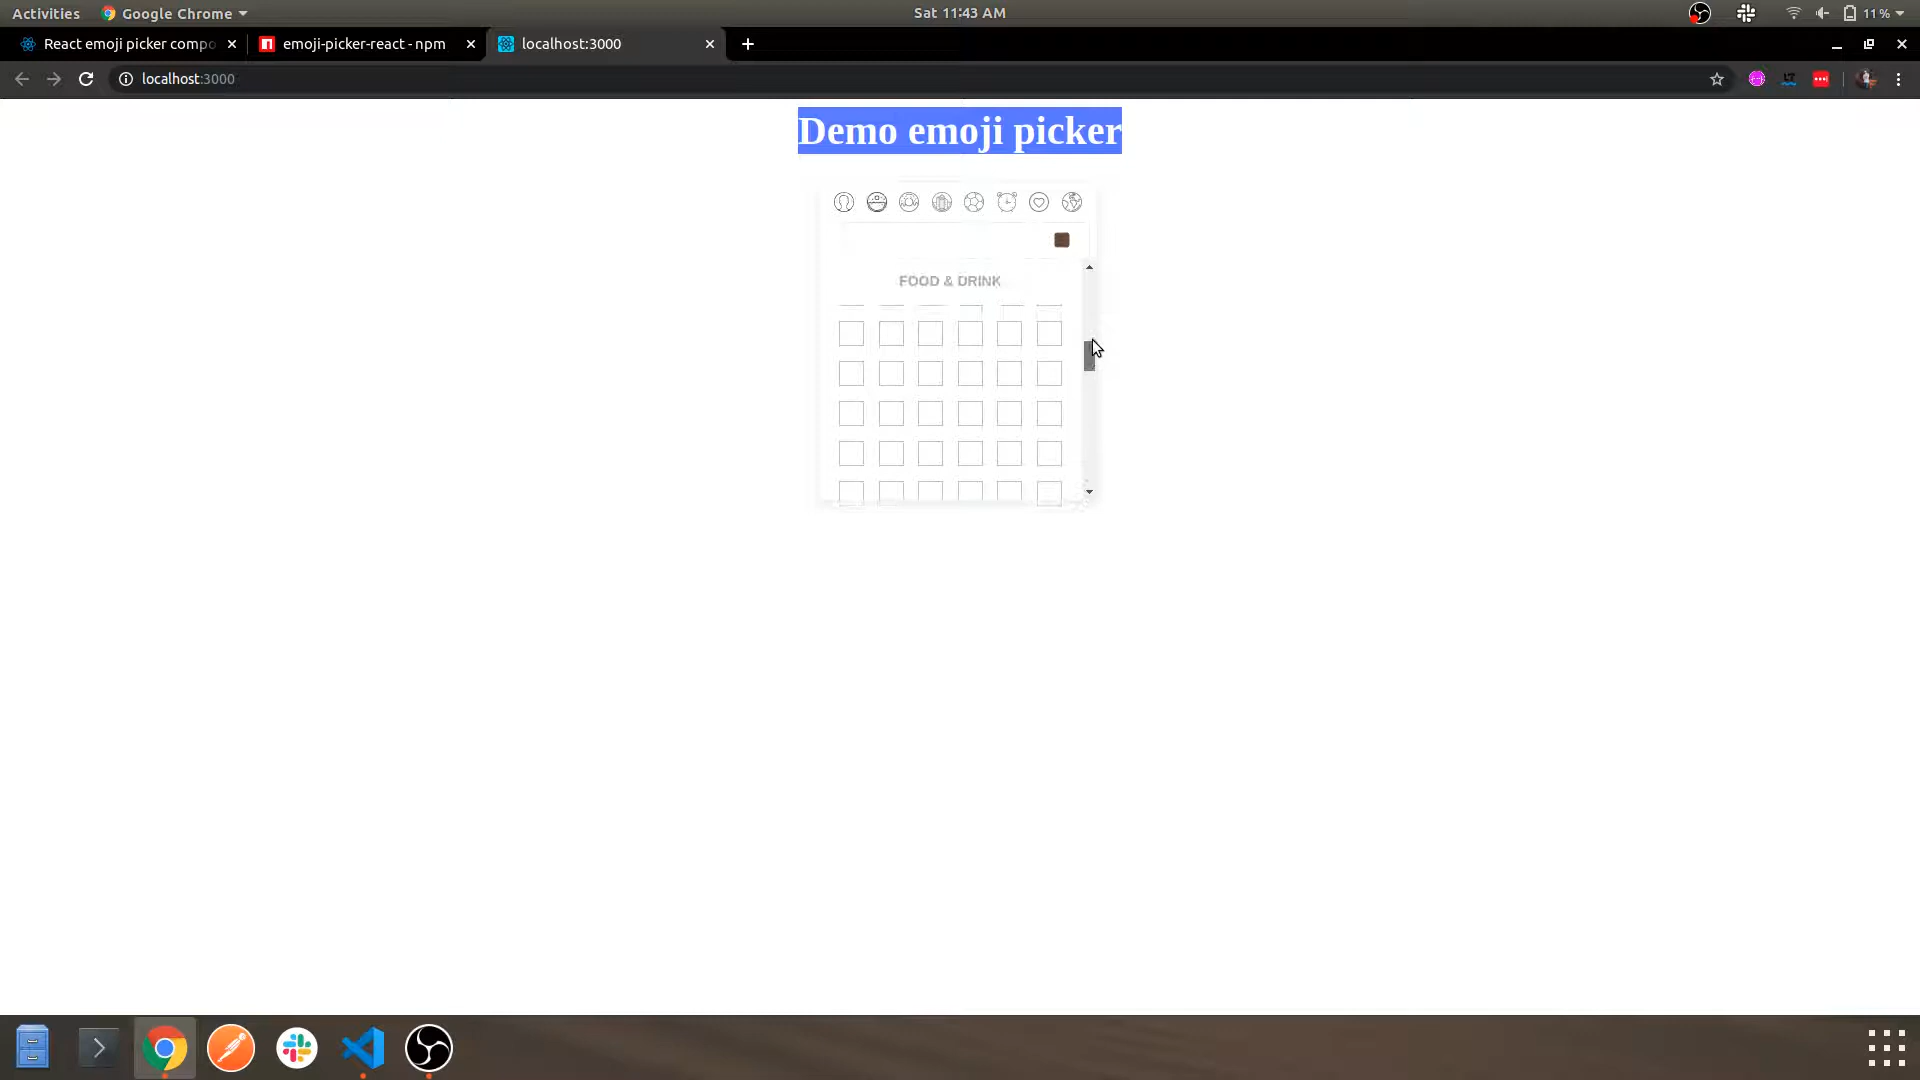 Activities Google Chrome Sat 11:43 AM 11%
React emoji picker compo emoji-picker-react - npm localhost:3000
localhost:3000
Demo emoji picker
FOOD & DRINK